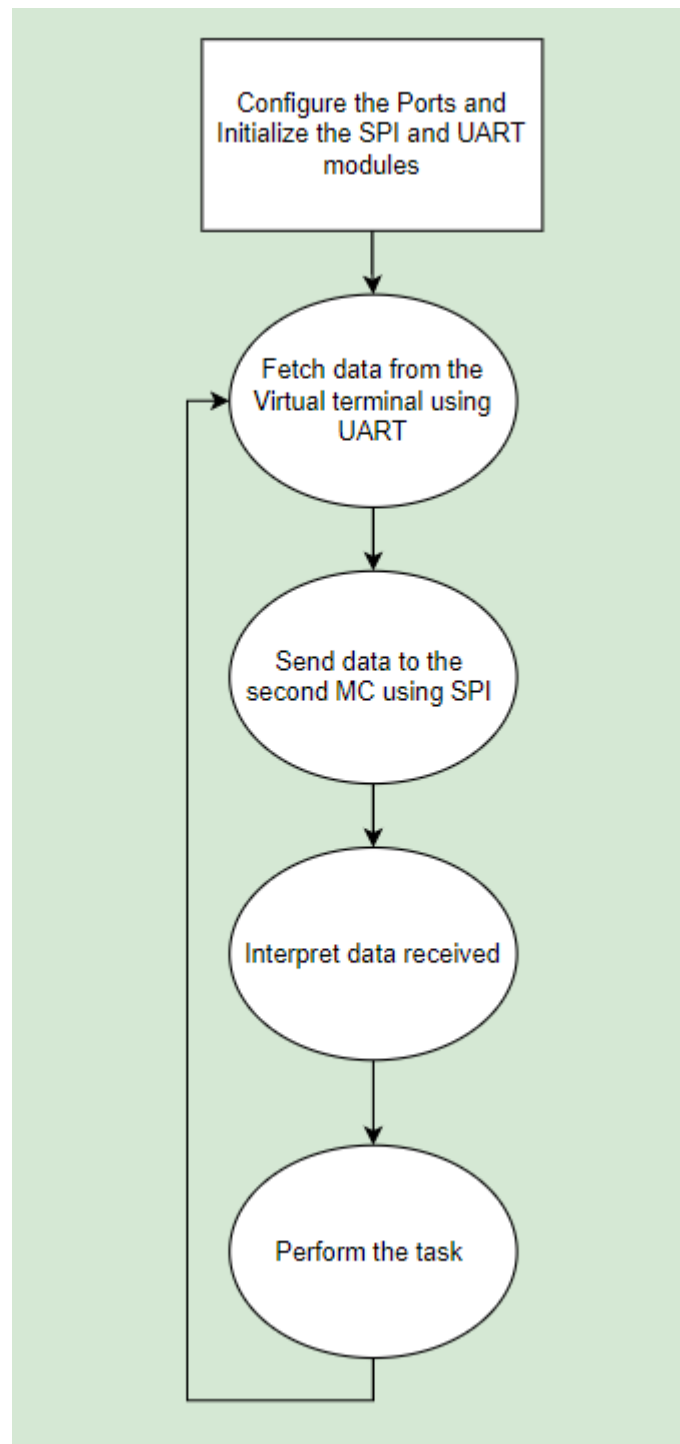 Configure the Ports and
Initialize the SPI and UART
modules
Fetch data from the
Virtual terminal using
UART
Send data to the
second MC using SPI
Interpret data received
Perform the task